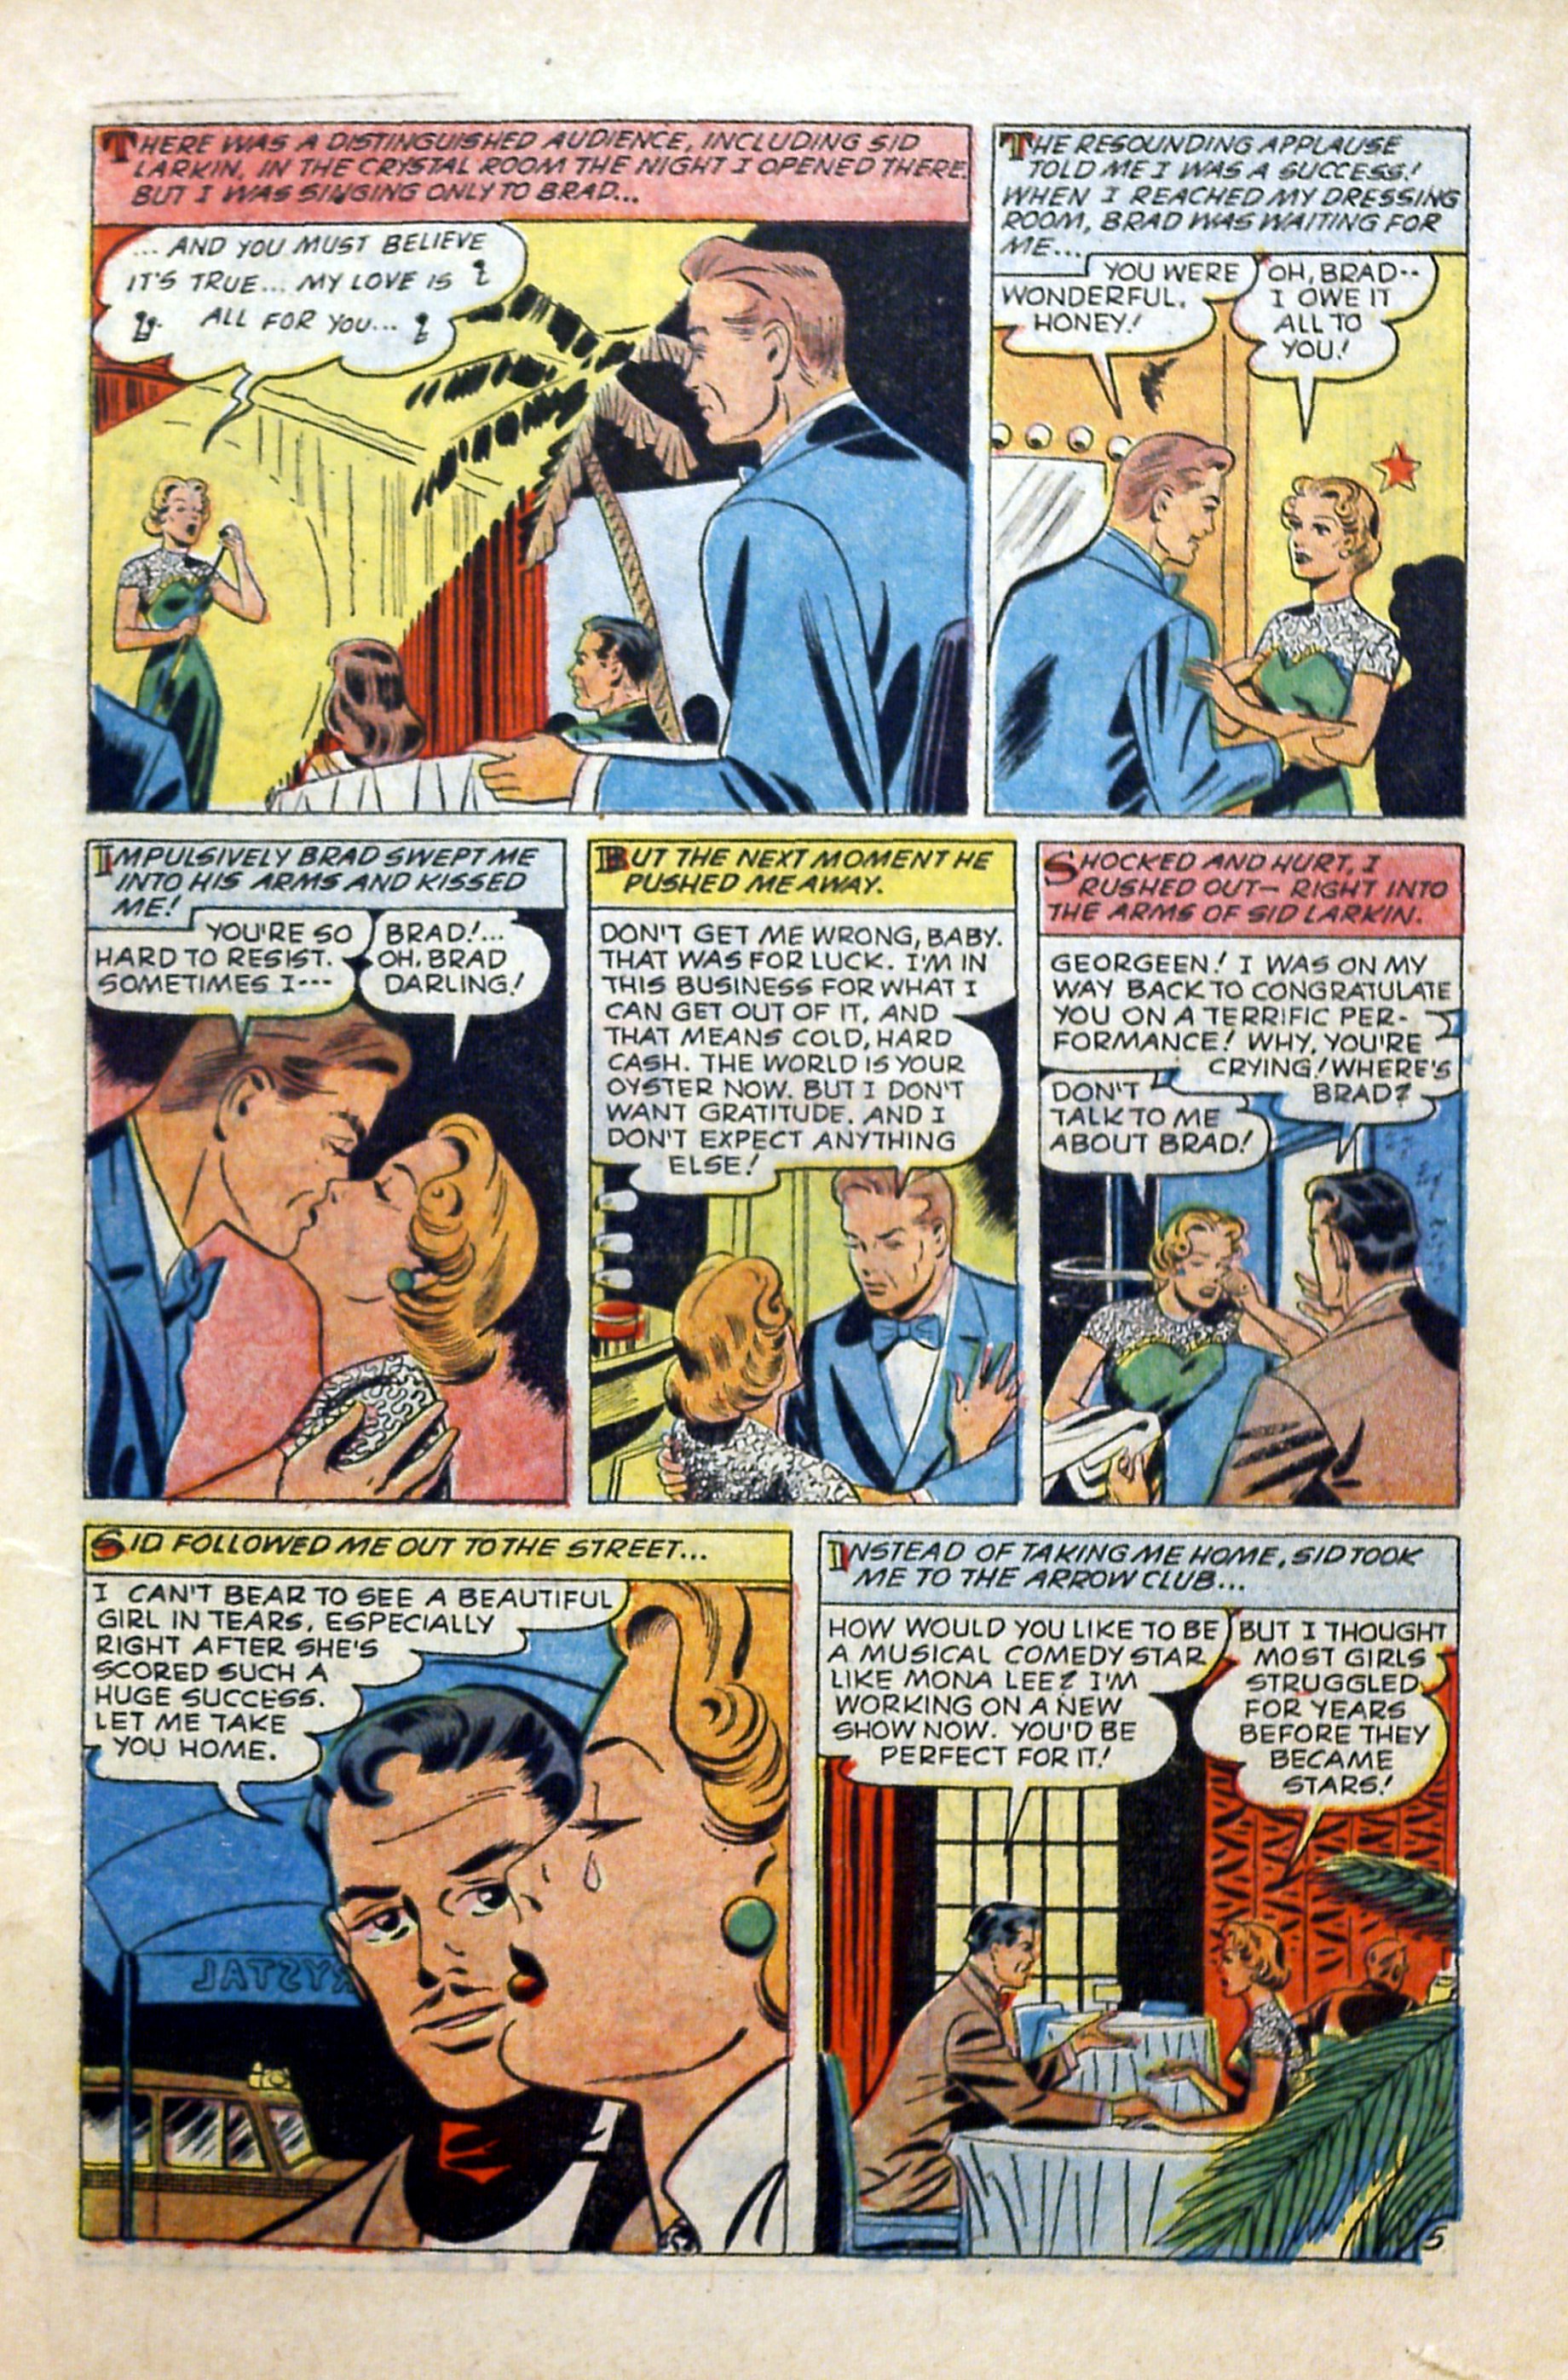 THERE WAS A DISTINGUISHED AUDIENCE, INCLUDING SID
LARKIN, IN THE CRYSTAL ROOM THE NIGHT I OPENED THERE.
BUT I WAS SINGING ONLY TO BRAD...
... AND YOU MUST BELIEVE
IT'S TRUE... MY LOVE IS
ALL FOR YOU...
THE RESOUNDING APPLAUSE
TOLD ME I WAS A SUCCESS!
WHEN I REACHED MY DRESSING
ROOM, BRAD WAS WAITING FOR
ME...
YOU WERE
WONDERFUL,
HONEY!
OH, BRAD--
I OWE IT
ALL TO
YOU!
IMPULSIVELY BRAD SWEPT ME
INTO HIS ARMS AND KISSED
ME!
YOU'RE SO
HARD TO RESIST.
SOMETIMES I---
BRAD!...
OH, BRAD
DARLING!
BUT THE NEXT MOMENT HE
PUSHED ME AWAY.
DON'T GET ME WRONG, BABY.
THAT WAS FOR LUCK. I'M IN
THIS BUSINESS FOR WHAT I
CAN GET OUT OF IT, AND
THAT MEANS COLD, HARD
CASH. THE WORLD IS YOUR
OYSTER NOW. BUT I DON'T
WANT GRATITUDE. AND I
DON'T EXPECT ANYTHING
ELSE!
SHOCKED AND HURT, I
RUSHED OUT— RIGHT INTO
THE ARMS OF SID LARKIN.
GEORGEEN! I WAS ON MY
WAY BACK TO CONGRATULATE
YOU ON A TERRIFIC PER-
FORMANCE! WHY, YOU'RE
CRYING! WHERE'S
BRAD?
DON'T
TALK TO ME
ABOUT BRAD!
SID FOLLOWED ME OUT TO THE STREET...
I CAN'T BEAR TO SEE A BEAUTIFUL
GIRL IN TEARS, ESPECIALLY
RIGHT AFTER SHE'S
SCORED SUCH A
HUGE SUCCESS.
LET ME TAKE
YOU HOME.
RYSTAL
INSTEAD OF TAKING ME HOME, SID TOOK
ME TO THE ARROW CLUB...
HOW WOULD YOU LIKE TO BE
A MUSICAL COMEDY STAR
LIKE MONA LEE? I'M
WORKING ON A NEW
SHOW NOW. YOU'D BE
PERFECT FOR IT!
BUT I THOUGHT
MOST GIRLS
STRUGGLED
FOR YEARS
BEFORE THEY
BECAME
STARS!
5